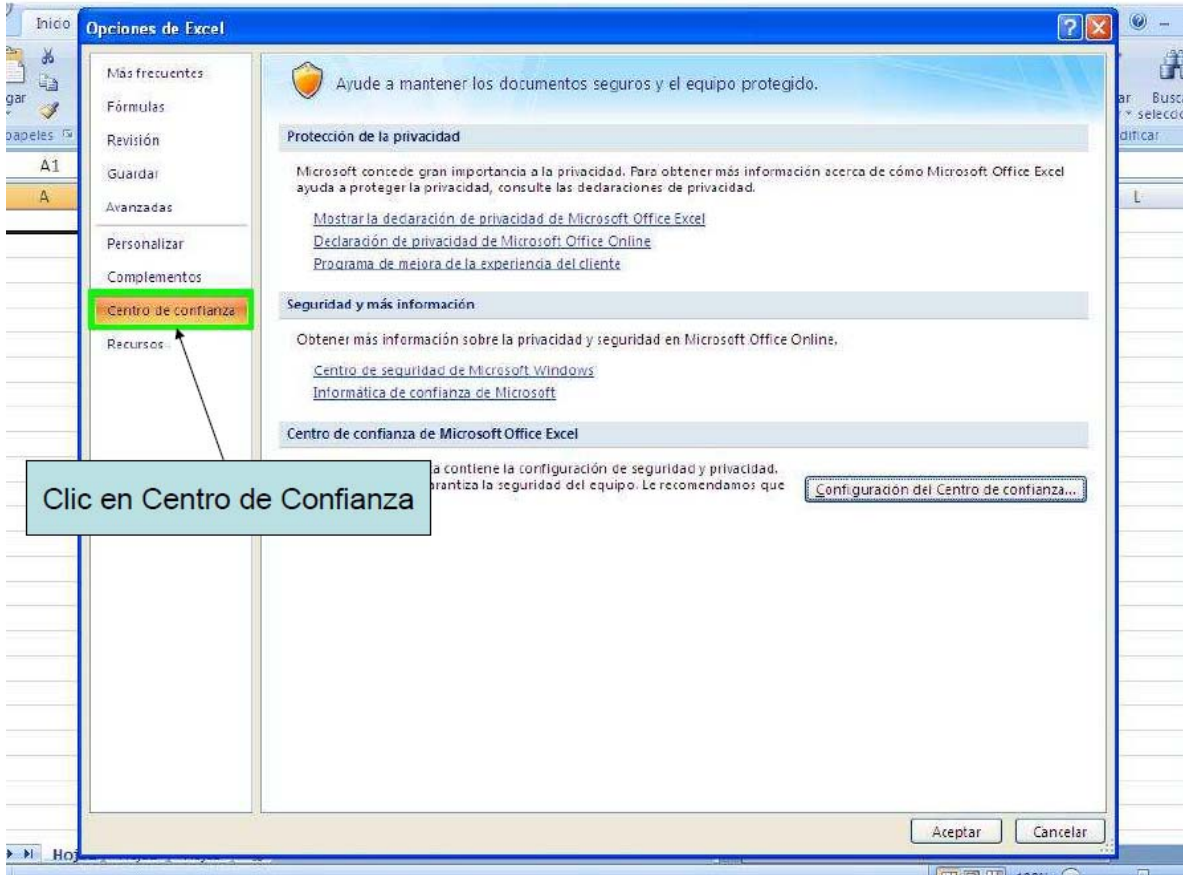 Inicio
Opciones de Excel
gar
papeles
ar Busca
selecció
dificar
A1
A
L
Más frecuentes
Fórmulas
Revisión
Guardar
Avanzadas
Personalizar
Complementos
Centro de confianza
Recursos
Ayude a mantener los documentos seguros y el equipo protegido.
Protección de la privacidad
Microsoft concede gran importancia a la privacidad. Para obtener más información acerca de cómo Microsoft Office Excel
ayuda a proteger la privacidad, consulte las declaraciones de privacidad.
Mostrar la declaración de privacidad de Microsoft Office Excel
Declaración de privacidad de Microsoft Office Online
Programa de mejora de la experiencia del cliente
Seguridad y más información
Obtener más información sobre la privacidad y seguridad en Microsoft Office Online.
Centro de seguridad de Microsoft Windows
Informática de confianza de Microsoft
Centro de confianza de Microsoft Office Excel
a contiene la configuración de seguridad y privacidad.
arantiza la seguridad del equipo. Le recomendamos que
Configuración del Centro de confianza...
Clic en Centro de Confianza
Aceptar
Cancelar